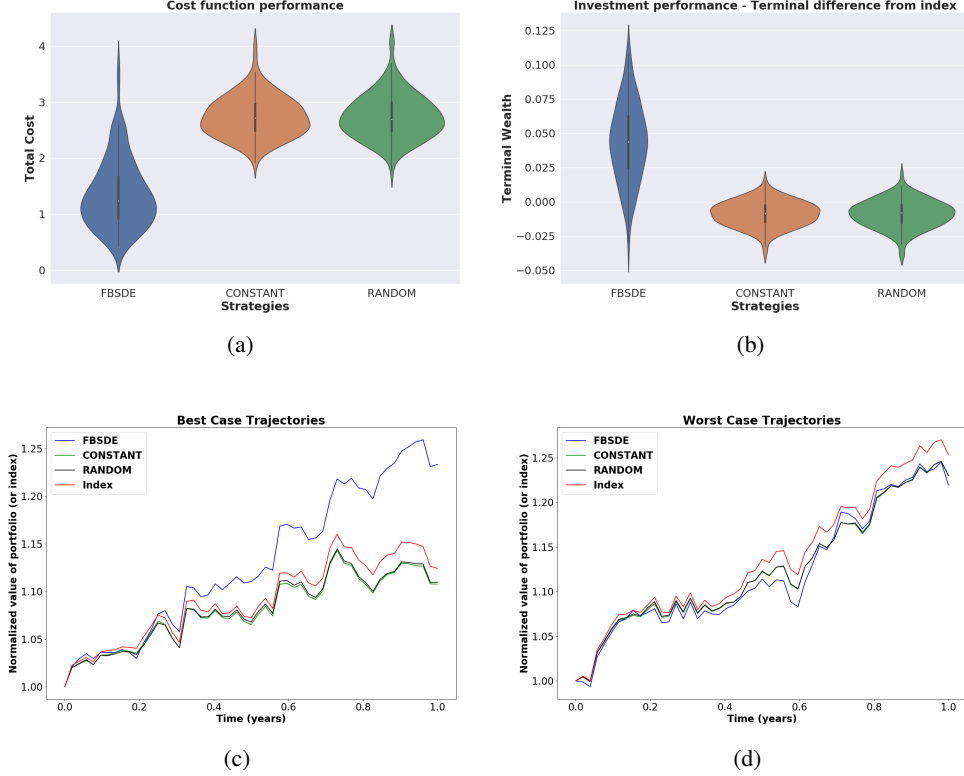 Cost function performance
Total Cost
4
3
2
1
0
FBSDE CONSTANT RANDOM
Strategies
(a)
Investment performance - Terminal difference from index
Terminal Wealth
0.125
0.100
0.075
0.050
0.025
0.000
−0.025
−0.050
FBSDE CONSTANT RANDOM
Strategies
(b)
Best Case Trajectories
Normalized value of portfolio (or index)
FBSDE
CONSTANT
RANDOM
Index
1.25
1.20
1.15
1.10
1.05
1.00
0.0 0.2 0.4 0.6 0.8 1.0
Time (years)
(c)
Worst Case Trajectories
Normalized value of portfolio (or index)
FBSDE
CONSTANT
RANDOM
Index
1.25
1.20
1.15
1.10
1.05
1.00
0.0 0.2 0.4 0.6 0.8 1.0
Time (years)
(d)